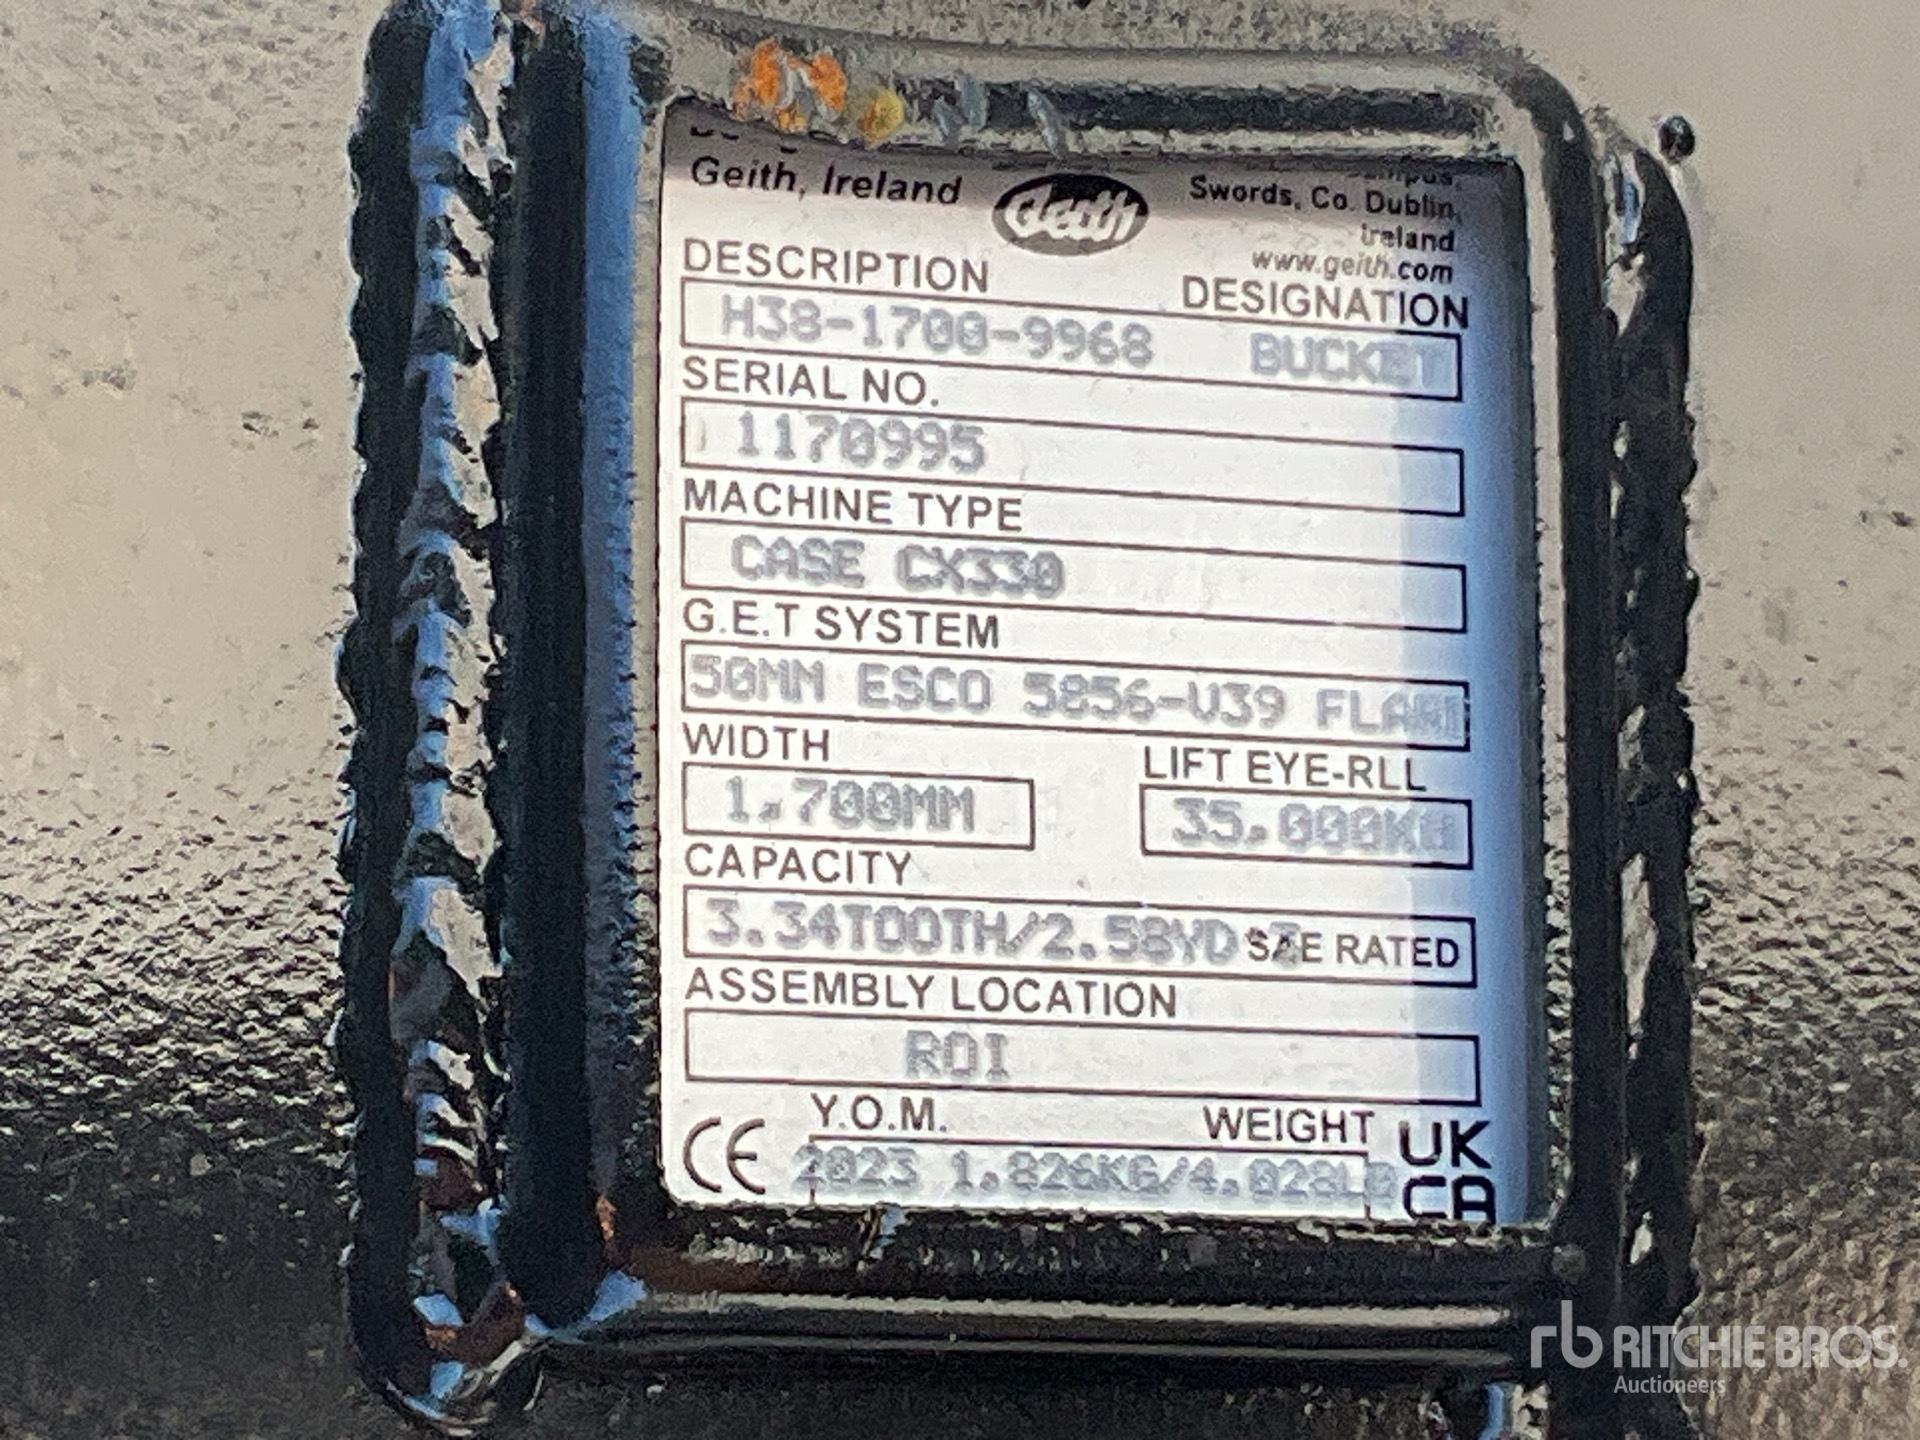 Geith, Ireland
Geith
Swords, Co. Dublin,
Ireland
www.geith.com
DESCRIPTION
DESIGNATION
H38-1700-9968 BUCKET
SERIAL NO.
1170995
MACHINE TYPE
CASE CX330
G.E.T SYSTEM
50MM ESCO 5856-V39 FLARE
WIDTH
LIFT EYE-RLL
1,700MM
35,000KG
CAPACITY
3.34TOOTH/2.58YD SAE RATED
ASSEMBLY LOCATION
ROI
Y.O.M. WEIGHT
CE 2023 1,826KG/4,028LB UK
CA
rb RITCHIE BROS.
Auctioneers